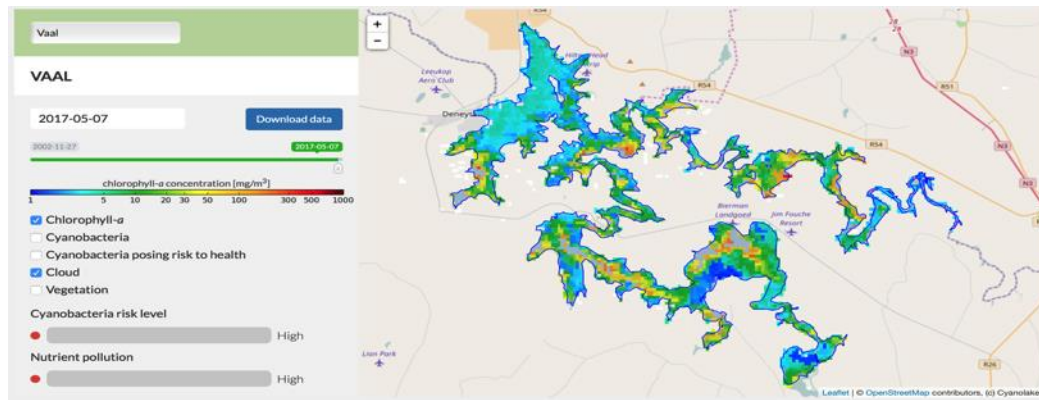 Vaal
VAAL
2017-05-07
Download data
2002-11-27
2017-05-07
chlorophyll-a concentration [mg/m³]
1 5 10 20 30 50 100 300 500 1000
Chlorophyll-a
Cyanobacteria
Cyanobacteria posing risk to health
Cloud
Vegetation
Cyanobacteria risk level
High
Nutrient pollution
High
+
−
R54
Leeukop
Aero Club
Deneys
R54
N3
R51
R54
N3
Bierman
Landgoed
Jim Fouche
Resort
Lion Park
R26
Leaflet | © OpenStreetMap contributors, (c) Cyanolake